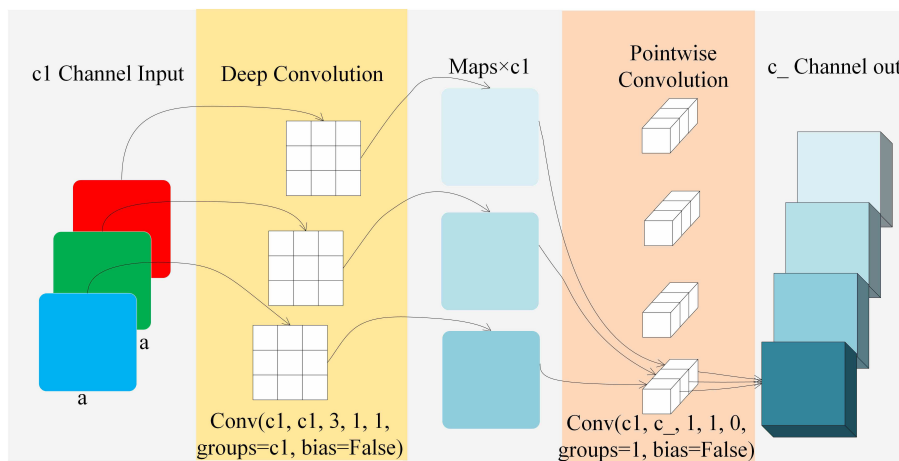 c1 Channel Input
Deep Convolution
Maps×c1
Pointwise
Convolution
c_ Channel out
a
a
Conv(c1, c1, 3, 1, 1,
groups=c1, bias=False)
Conv(c1, c_, 1, 1, 0,
groups=1, bias=False)